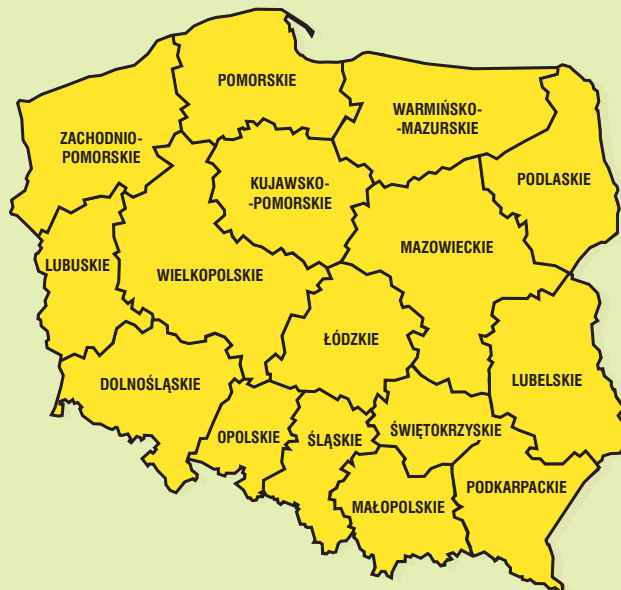 POMORSKIE
WARMIŃSKO-
-MAZURSKIE
ZACHODNIO-
POMORSKIE
KUJAWSKO-
-POMORSKIE
PODLASKIE
MAZOWIECKIE
LUBUSKIE
WIELKOPOLSKIE
ŁÓDZKIE
DOLNOŚLĄSKIE
LUBELSKIE
OPOLSKIE
ŚLĄSKIE
ŚWIĘTOKRZYSKIE
PODKARPACKIE
MAŁOPOLSKIE